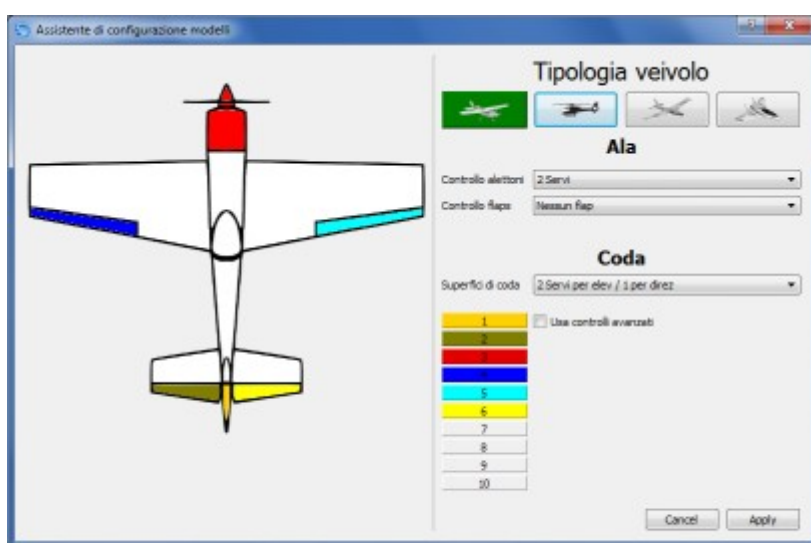 Assistente di configurazione modelli
Tipologia veivolo
Ala
Controllo alettoni 2 Servi
Controllo flaps Nessun flap
Coda
Superfici di coda 2 Servi per elev / 1 per direz
1 Usa controlli avanzati
2
3
5
6
7
8
9
10
Cancel Apply